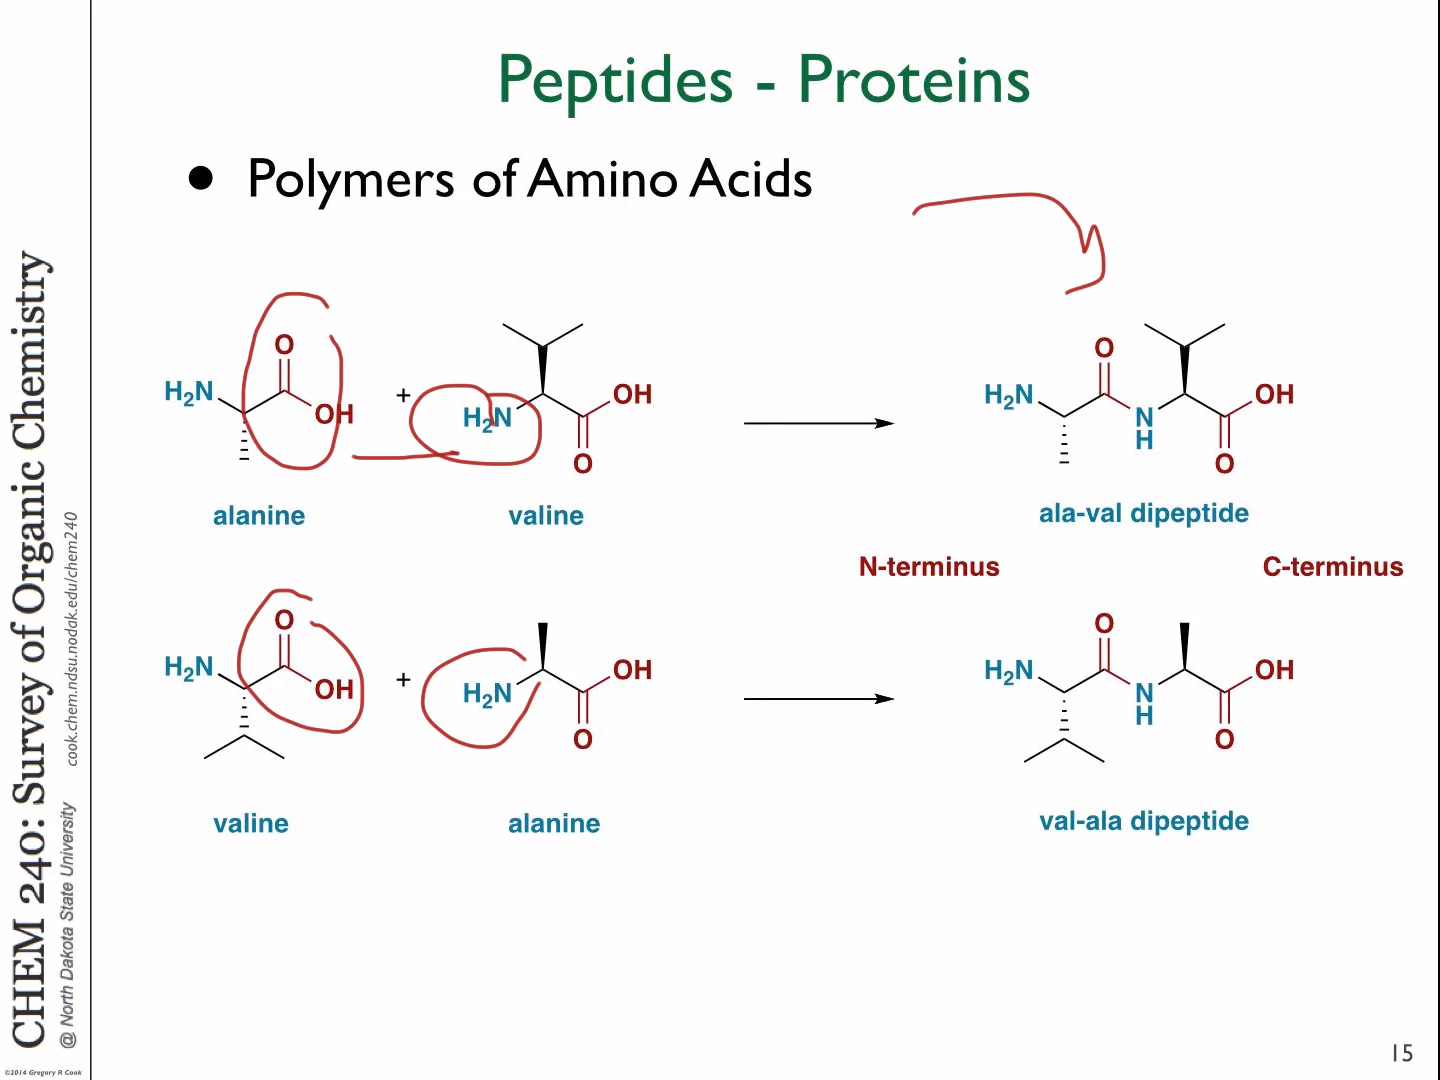 Peptides - Proteins
● Polymers of Amino Acids
H₂N
O
OH
+
H₂N
OH
O
H₂N
O
N
H
OH
O
alanine
valine
ala-val dipeptide
N-terminus
C-terminus
H₂N
O
OH
+
H₂N
OH
O
H₂N
O
N
H
OH
O
valine
alanine
val-ala dipeptide
CHEM 240: Survey of Organic Chemistry
@ North Dakota State University
cook.chem.ndsu.nodak.edu/chem240
©2014 Gregory R Cook
15